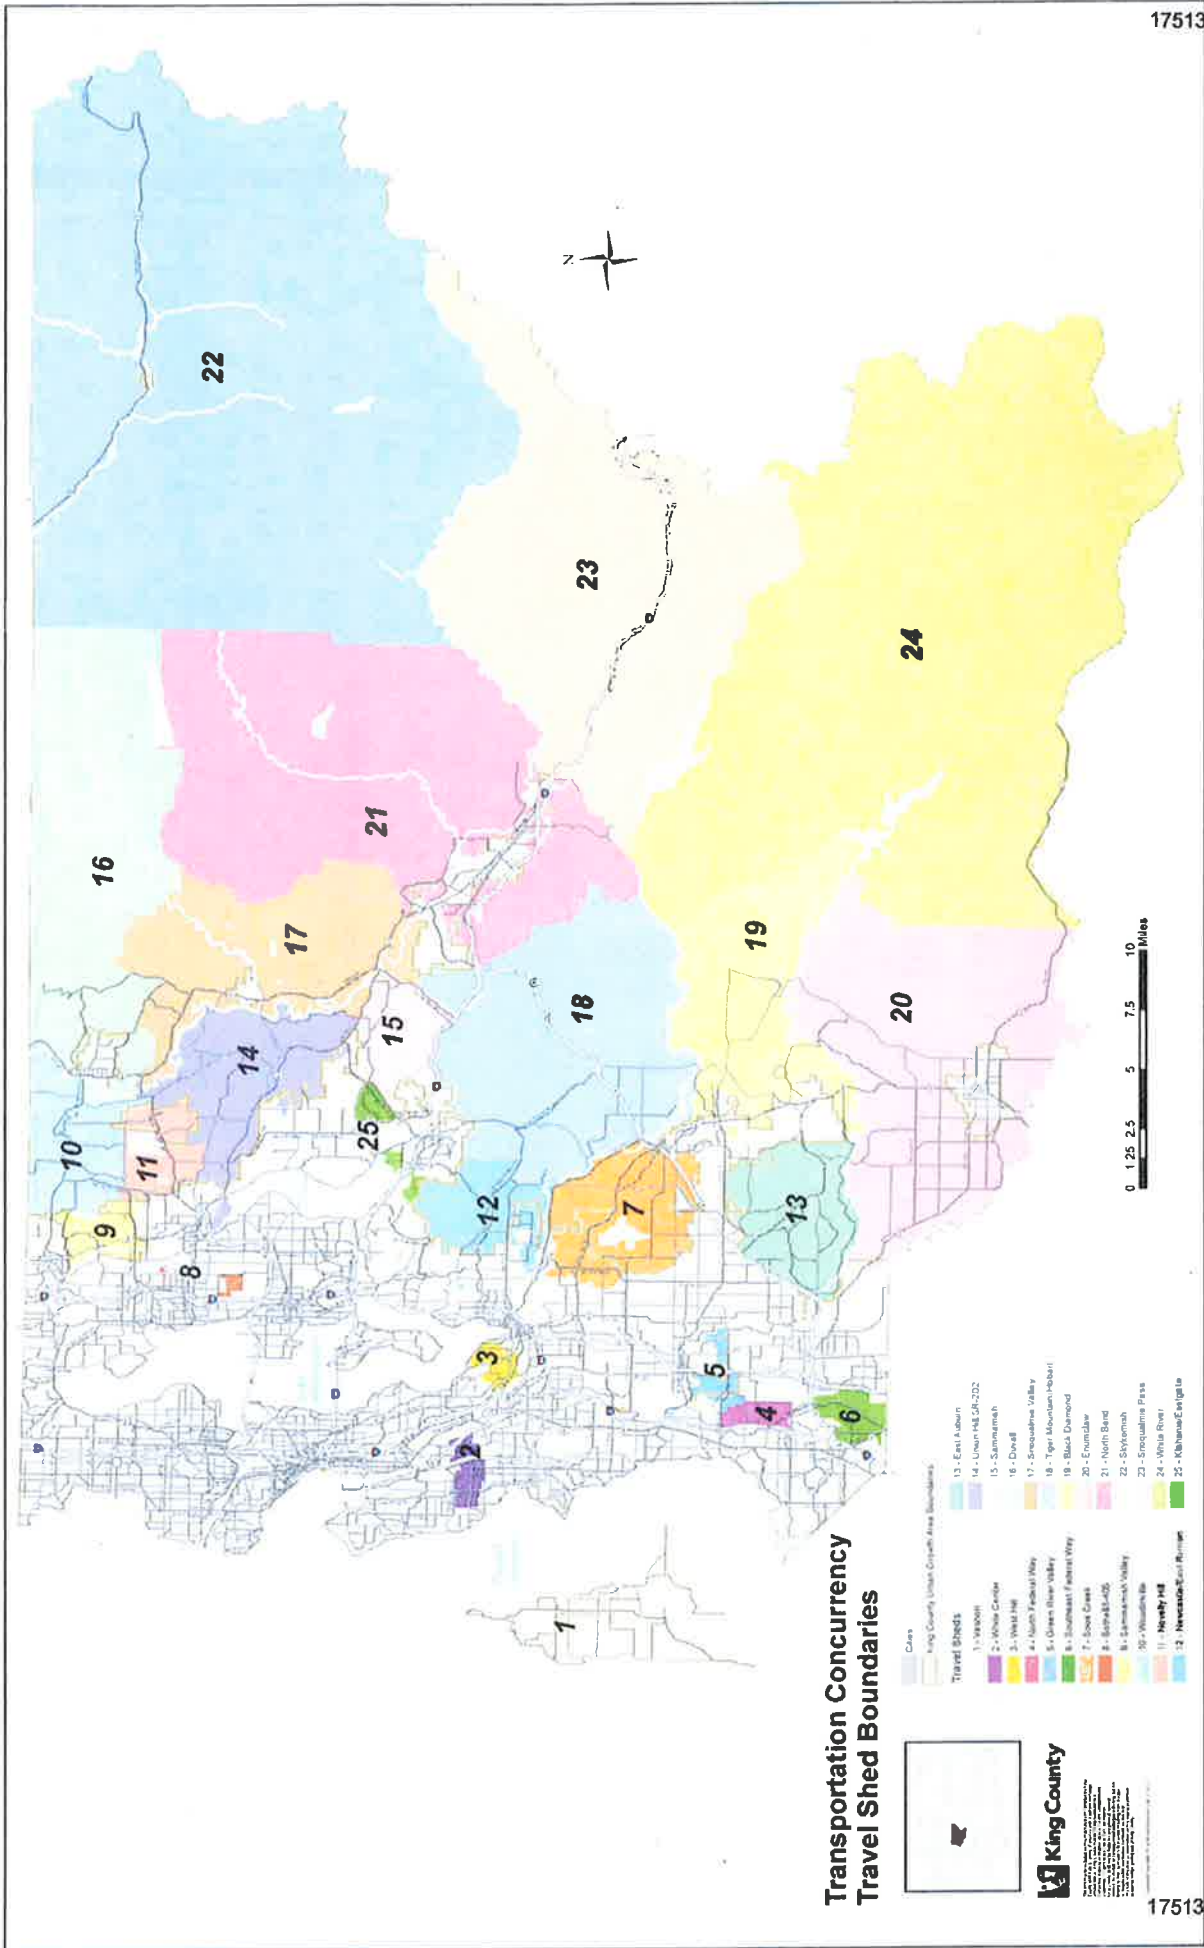 17513
N
22
23
24
16
21
17
19
20
18
15
14
25
10
11
9
8
12
7
13
3
5
4
6
2
1
0 1.25 2.5 5 7.5 10
Miles
Transportation Concurrency
Travel Shed Boundaries
Cities
King County Urban Growth Area Boundaries
Travel Sheds
1 - Vashon
2 - White Center
3 - West Hill
4 - North Federal Way
5 - Green River Valley
6 - Southeast Federal Way
7 - Soos Creek
9 - Sammamish Valley
10 - Woodinville
11 - Novelty Hill
12 - Newcastle/East Renton
13 - East Auburn
14 - Union Hill SR-202
15 - Sammamish
16 - Duvall
17 - Snoqualmie Valley
18 - Tiger Mountain Hobart
19 - Black Diamond
20 - Enumclaw
21 - North Bend
22 - Skykomish
23 - Snoqualmie Pass
24 - White River
25 - Klahanie/Eastgate
King County
17513